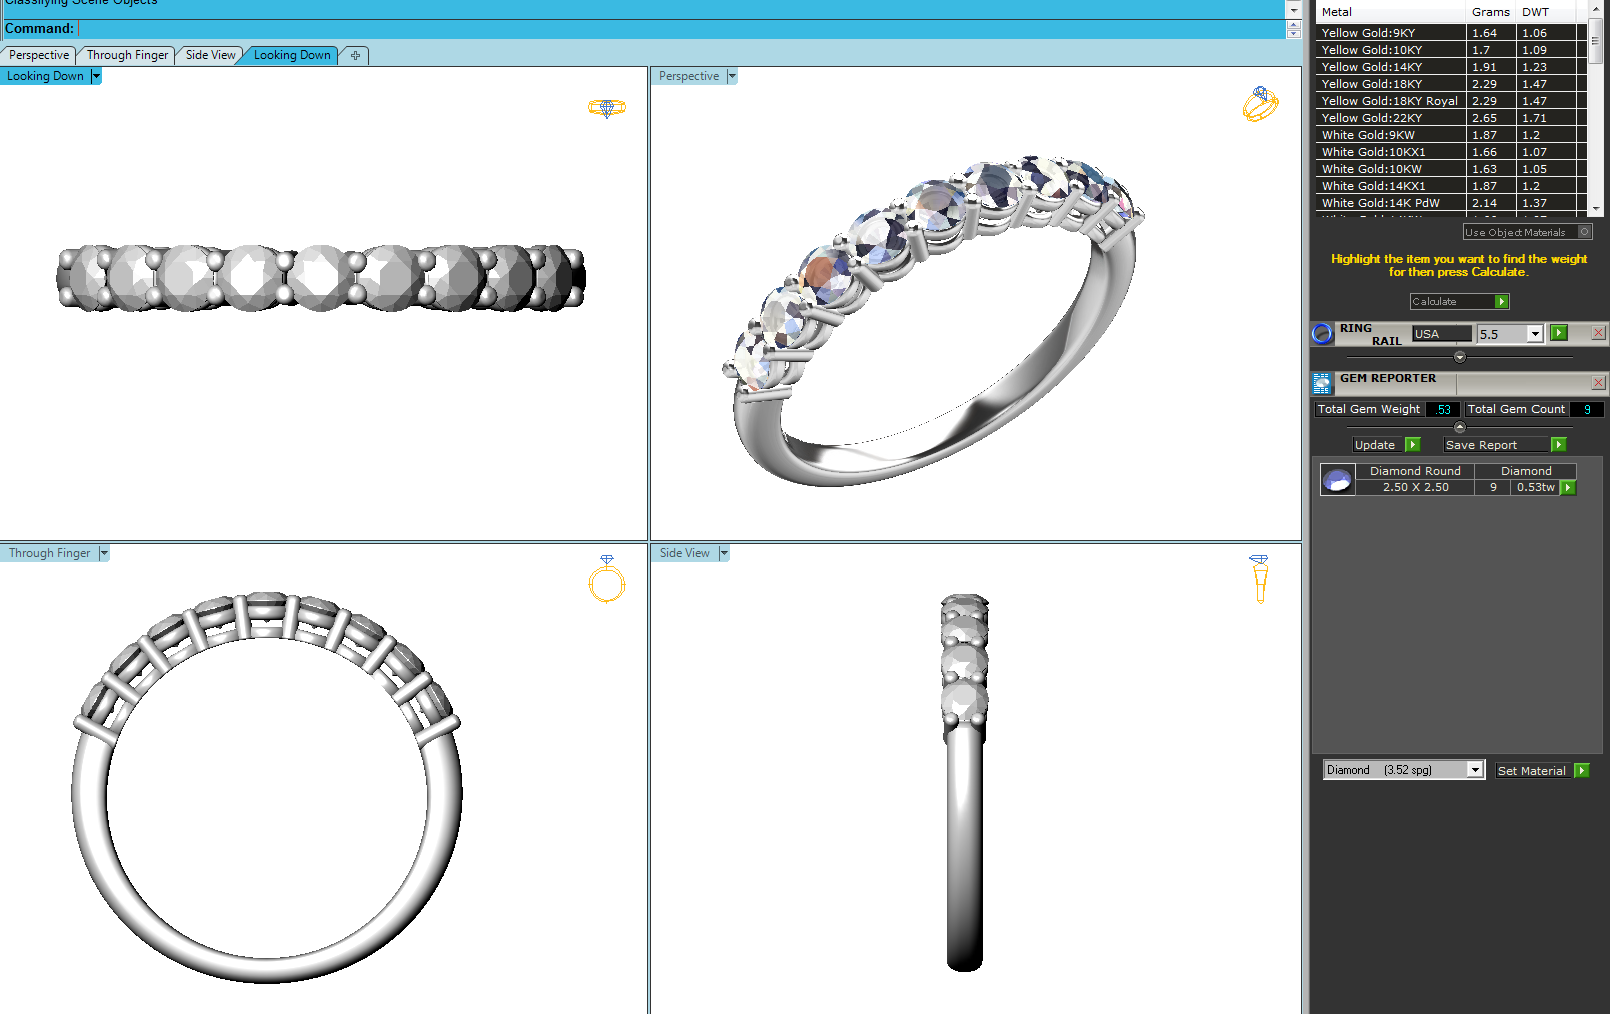 Classifying Scene Objects
Command:
Perspective Through Finger Side View Looking Down
Looking Down
Perspective
Through Finger
Side View
Metal Grams DWT
Yellow Gold:9KY 1.64 1.06
Yellow Gold:10KY 1.7 1.09
Yellow Gold:14KY 1.91 1.23
Yellow Gold:18KY 2.29 1.47
Yellow Gold:18KY Royal 2.29 1.47
Yellow Gold:22KY 2.65 1.71
White Gold:9KW 1.87 1.2
White Gold:10KX1 1.66 1.07
White Gold:10KW 1.63 1.05
White Gold:14KX1 1.87 1.2
White Gold:14K PdW 2.14 1.37
Use Object Materials
Highlight the item you want to find the weight
for then press Calculate.
Calculate
RING
RAIL
USA 5.5
GEM REPORTER
Total Gem Weight .53 Total Gem Count 9
Update Save Report
Diamond Round Diamond
2.50 X 2.50 9 0.53tw
Diamond (3.52 spg) Set Material